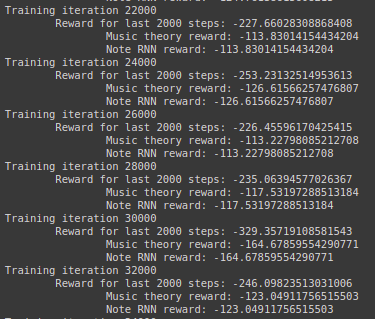 Training iteration 22000
Reward for last 2000 steps: -227.66028308868408
Music theory reward: -113.83014154434204
Note RNN reward: -113.83014154434204
Training iteration 24000
Reward for last 2000 steps: -253.23132514953613
Music theory reward: -126.61566257476807
Note RNN reward: -126.61566257476807
Training iteration 26000
Reward for last 2000 steps: -226.45596170425415
Music theory reward: -113.22798085212708
Note RNN reward: -113.22798085212708
Training iteration 28000
Reward for last 2000 steps: -235.06394577026367
Music theory reward: -117.53197288513184
Note RNN reward: -117.53197288513184
Training iteration 30000
Reward for last 2000 steps: -329.35719108581543
Music theory reward: -164.67859554290771
Note RNN reward: -164.67859554290771
Training iteration 32000
Reward for last 2000 steps: -246.09823513031006
Music theory reward: -123.04911756515503
Note RNN reward: -123.04911756515503